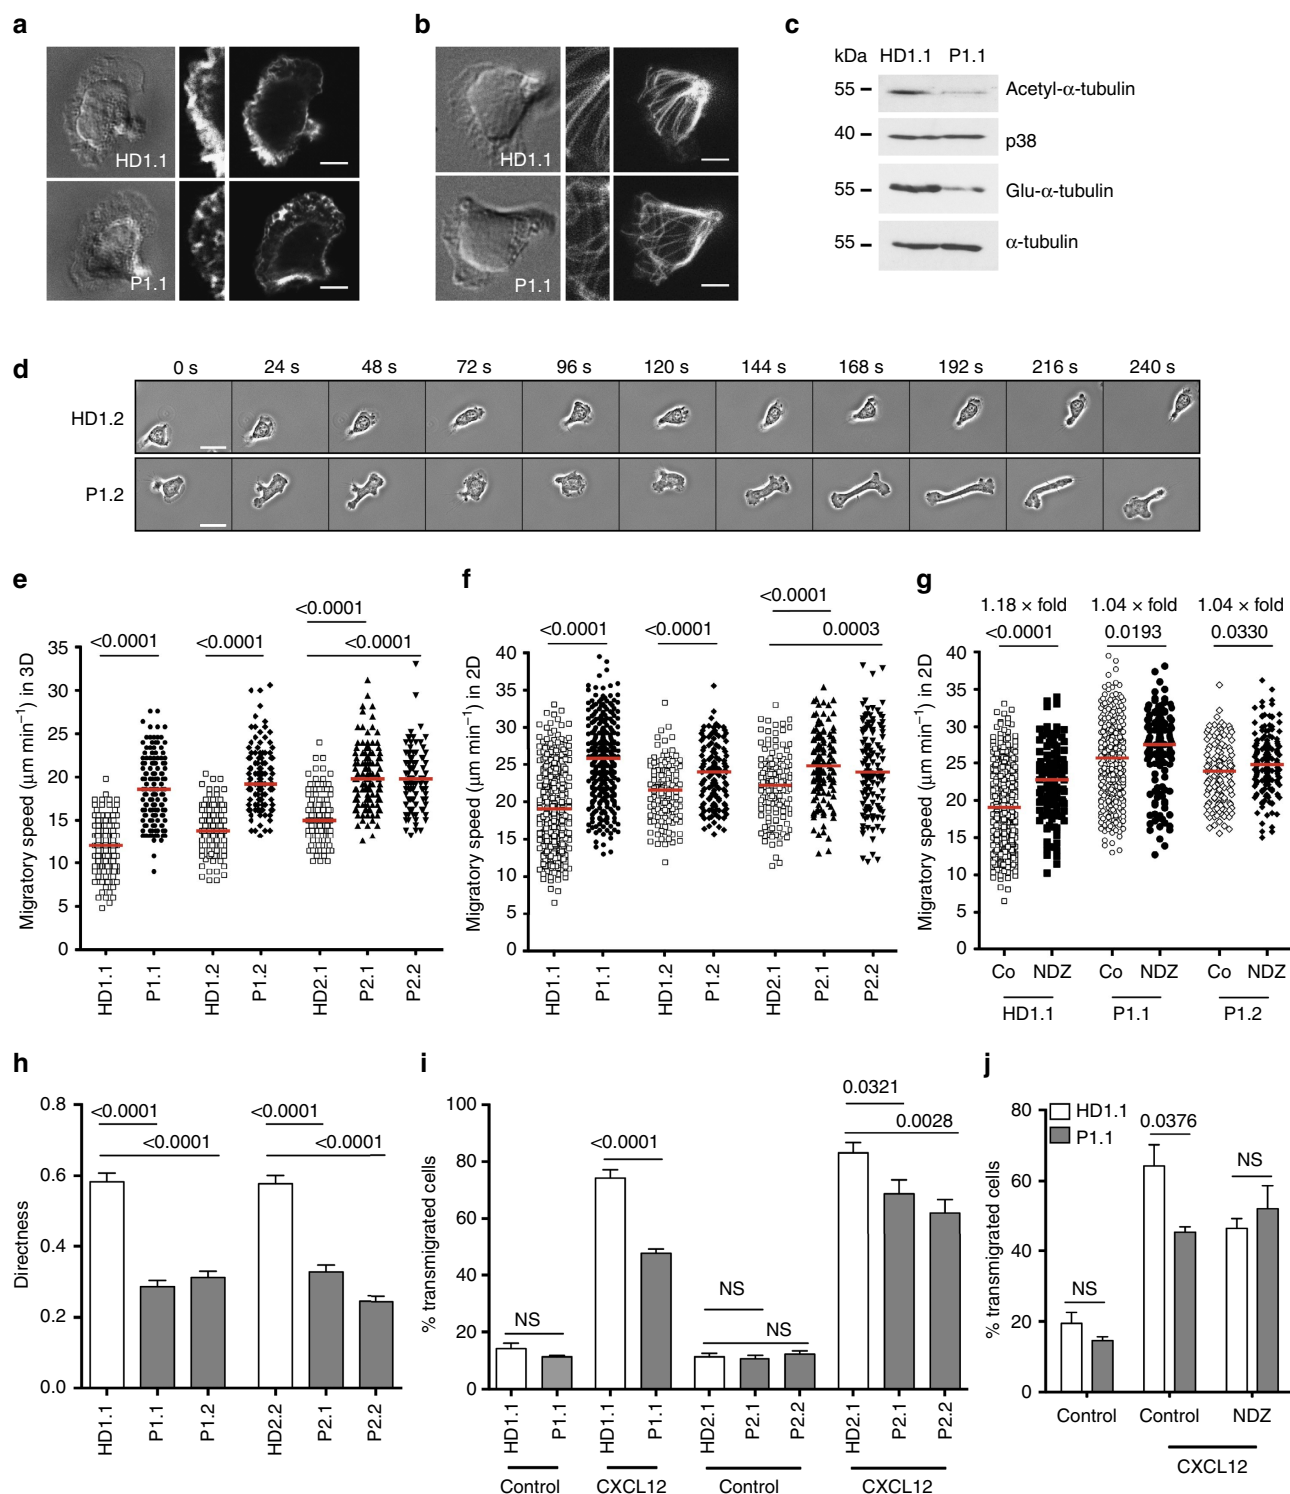 a
HD1.1
P1.1
b
HD1.1
P1.1
c
kDa HD1.1 P1.1
55 Acetyl-α-tubulin
40 p38
55 Glu-α-tubulin
55 α-tubulin
d
0 s 24 s 48 s 72 s 96 s 120 s 144 s 168 s 192 s 216 s 240 s
HD1.2
P1.2
e
<0.0001
<0.0001 <0.0001 <0.0001
Migratory speed (µm min−1) in 3D
35
30
25
20
15
10
5
0
HD1.1 P1.1 HD1.2 P1.2 HD2.1 P2.1 P2.2
f
<0.0001
<0.0001 <0.0001 0.0003
Migratory speed (µm min−1) in 2D
40
35
30
25
20
15
10
5
0
HD1.1 P1.1 HD1.2 P1.2 HD2.1 P2.1 P2.2
g
1.18 × fold 1.04 × fold 1.04 × fold
<0.0001 0.0193 0.0330
Migratory speed (µm min−1) in 2D
40
35
30
25
20
15
10
5
0
Co NDZ Co NDZ Co NDZ
HD1.1 P1.1 P1.2
h
<0.0001 <0.0001
<0.0001 <0.0001
Directness
0.8
0.6
0.4
0.2
0.0
HD1.1 P1.1 P1.2 HD2.2 P2.1 P2.2
i
0.0321
0.0028
<0.0001
NS
NS
NS
% transmigrated cells
100
80
60
40
20
0
HD1.1 P1.1 HD1.1 P1.1 HD2.1 P2.1 P2.2 HD2.1 P2.1 P2.2
Control CXCL12 Control CXCL12
j
HD1.1
P1.1
0.0376
NS
NS
% transmigrated cells
80
60
40
20
0
Control Control NDZ
CXCL12